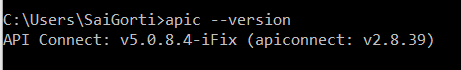 C:\Users\SaiGorti>apic --version
API Connect: v5.0.8.4-iFix (apiconnect: v2.8.39)